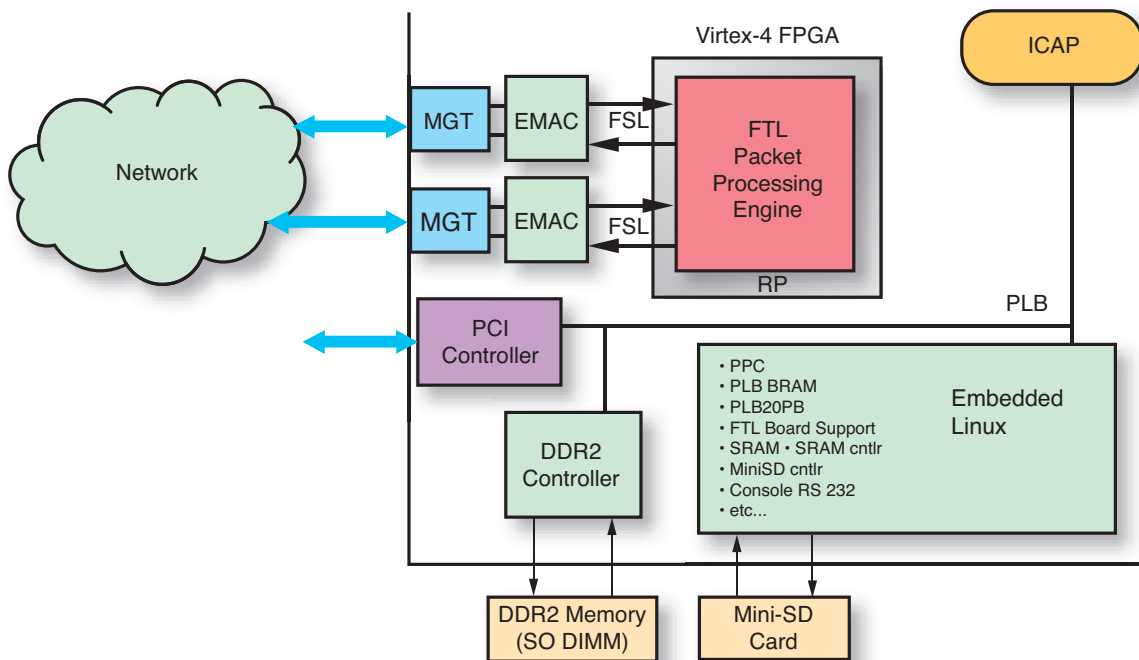 Virtex-4 FPGA
ICAP
Network
MGT
EMAC
FSL
FTL
Packet
Processing
Engine
MGT
EMAC
FSL
RP
PLB
PCI
Controller
• PPC
• PLB BRAM
• PLB20PB
• FTL Board Support
• SRAM • SRAM cntlr
• MiniSD cntlr
• Console RS 232
• etc...
Embedded
Linux
DDR2
Controller
DDR2 Memory
(SO DIMM)
Mini-SD
Card